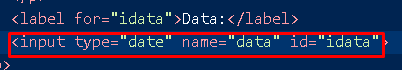 <label for="idata">Data:</label>
<input type="date" name="data" id="idata">
>